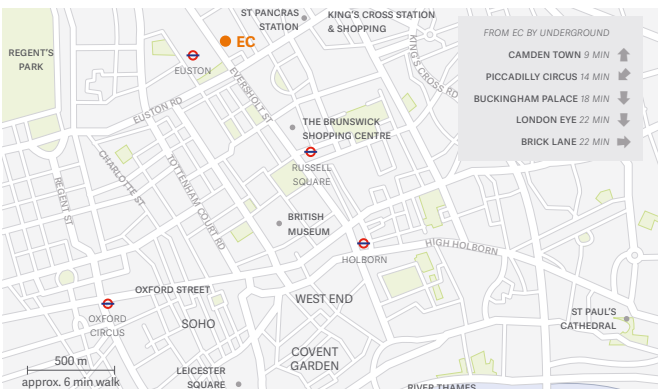 ST PANCRAS
STATION
KING'S CROSS STATION
& SHOPPING
REGENT'S
PARK
EC
EUSTON
KING'S CROSS RD
FROM EC BY UNDERGROUND
CAMDEN TOWN 9 MIN
PICCADILLY CIRCUS 14 MIN
BUCKINGHAM PALACE 18 MIN
LONDON EYE 22 MIN
BRICK LANE 22 MIN
EVERSHOLT ST
EUSTON RD
THE BRUNSWICK
SHOPPING CENTRE
RUSSELL
SQUARE
CHARLOTTE ST
TOTTENHAM COURT RD
REGENT ST
BRITISH
MUSEUM
HOLBORN
HIGH HOLBORN
OXFORD STREET
OXFORD
CIRCUS
SOHO
WEST END
ST PAUL'S
CATHEDRAL
COVENT
GARDEN
500 m
approx. 6 min walk
LEICESTER
SQUARE
RIVER THAMES